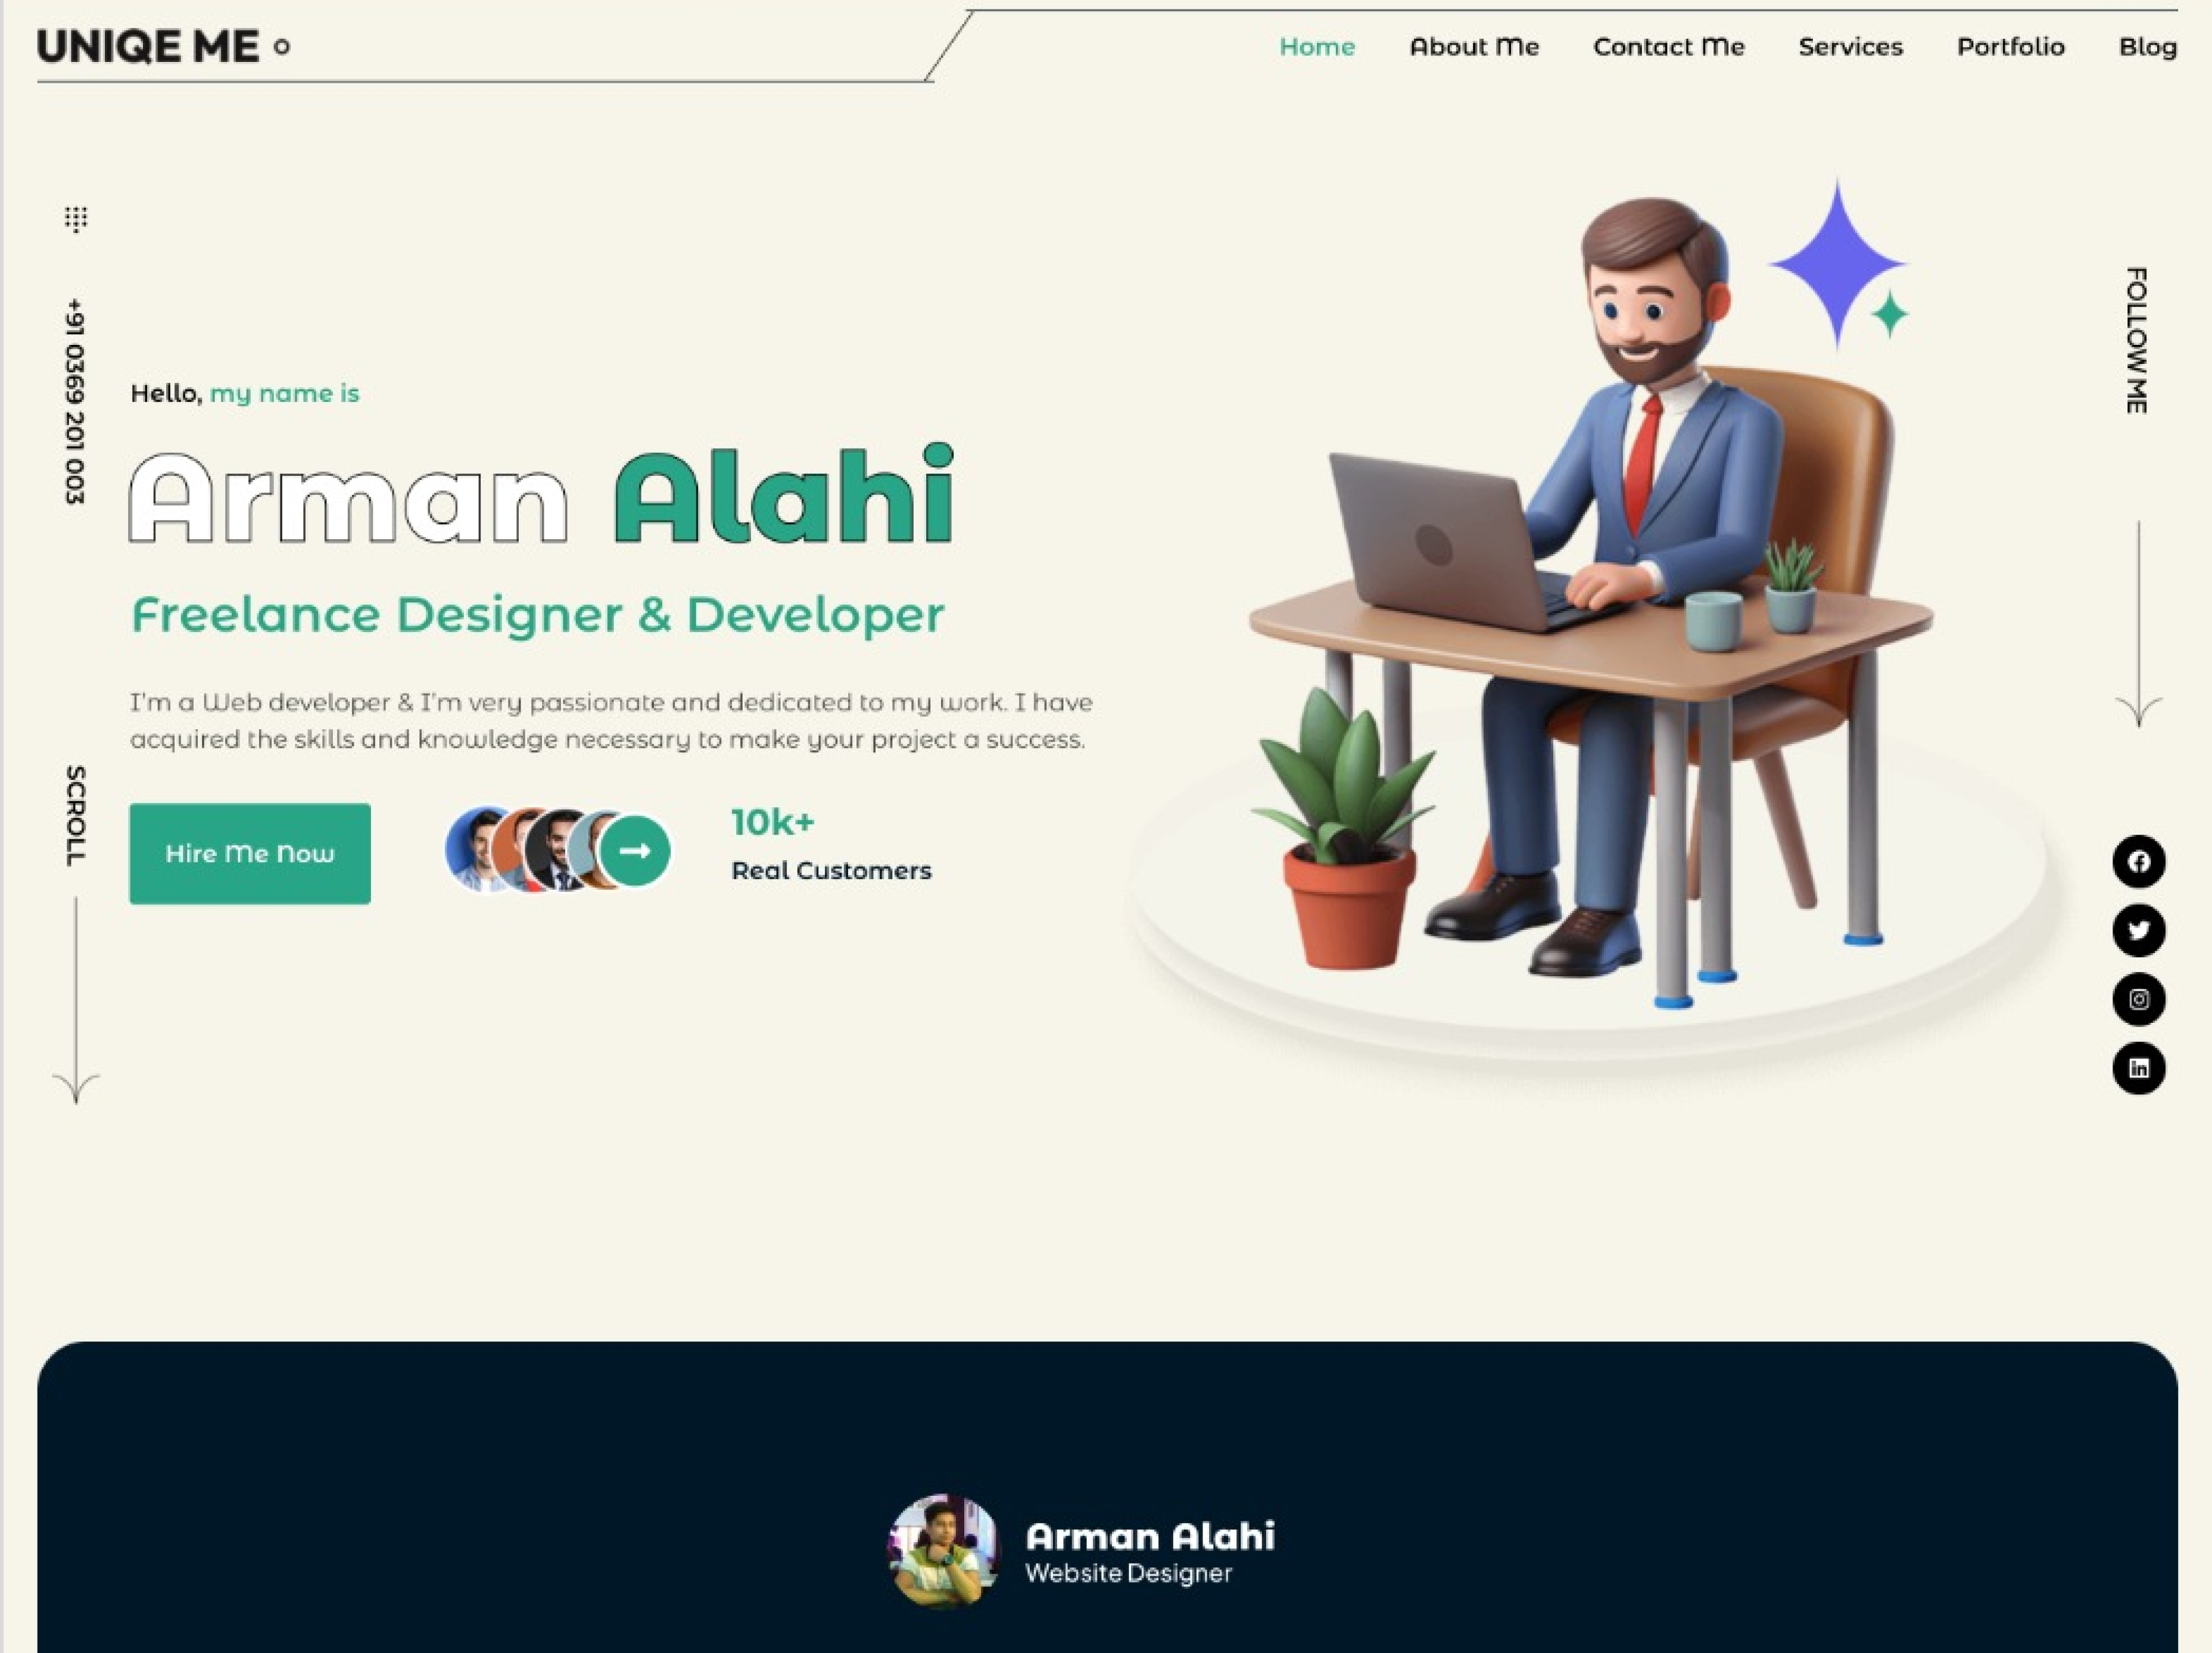 UNIQE ME
Home
About Me
Contact Me
Services
Portfolio
Blog
+91 0369 201 003
SCROLL
Hello, my name is
Arman Alahi
Freelance Designer & Developer
I'm a Web developer & I'm very passionate and dedicated to my work. I have
acquired the skills and knowledge necessary to make your project a success.
Hire Me Now
10k+
Real Customers
FOLLOW ME
Arman Alahi
Website Designer